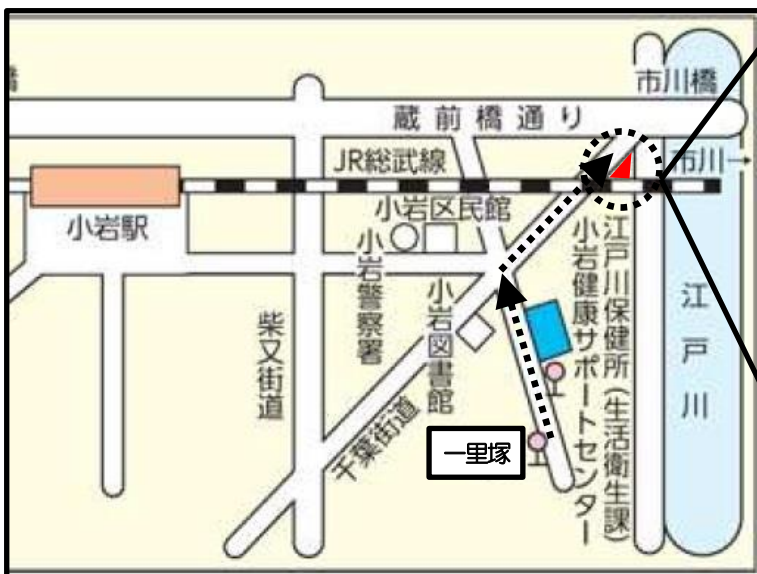 市川橋
蔵前橋通り
JR総武線
市川→
小岩駅
小岩区民館
小岩警察署
小岩図書館
柴又街道
千葉街道
一里塚
江戸川保健所(生活衛生課)
小岩健康サポートセンター
江戸川